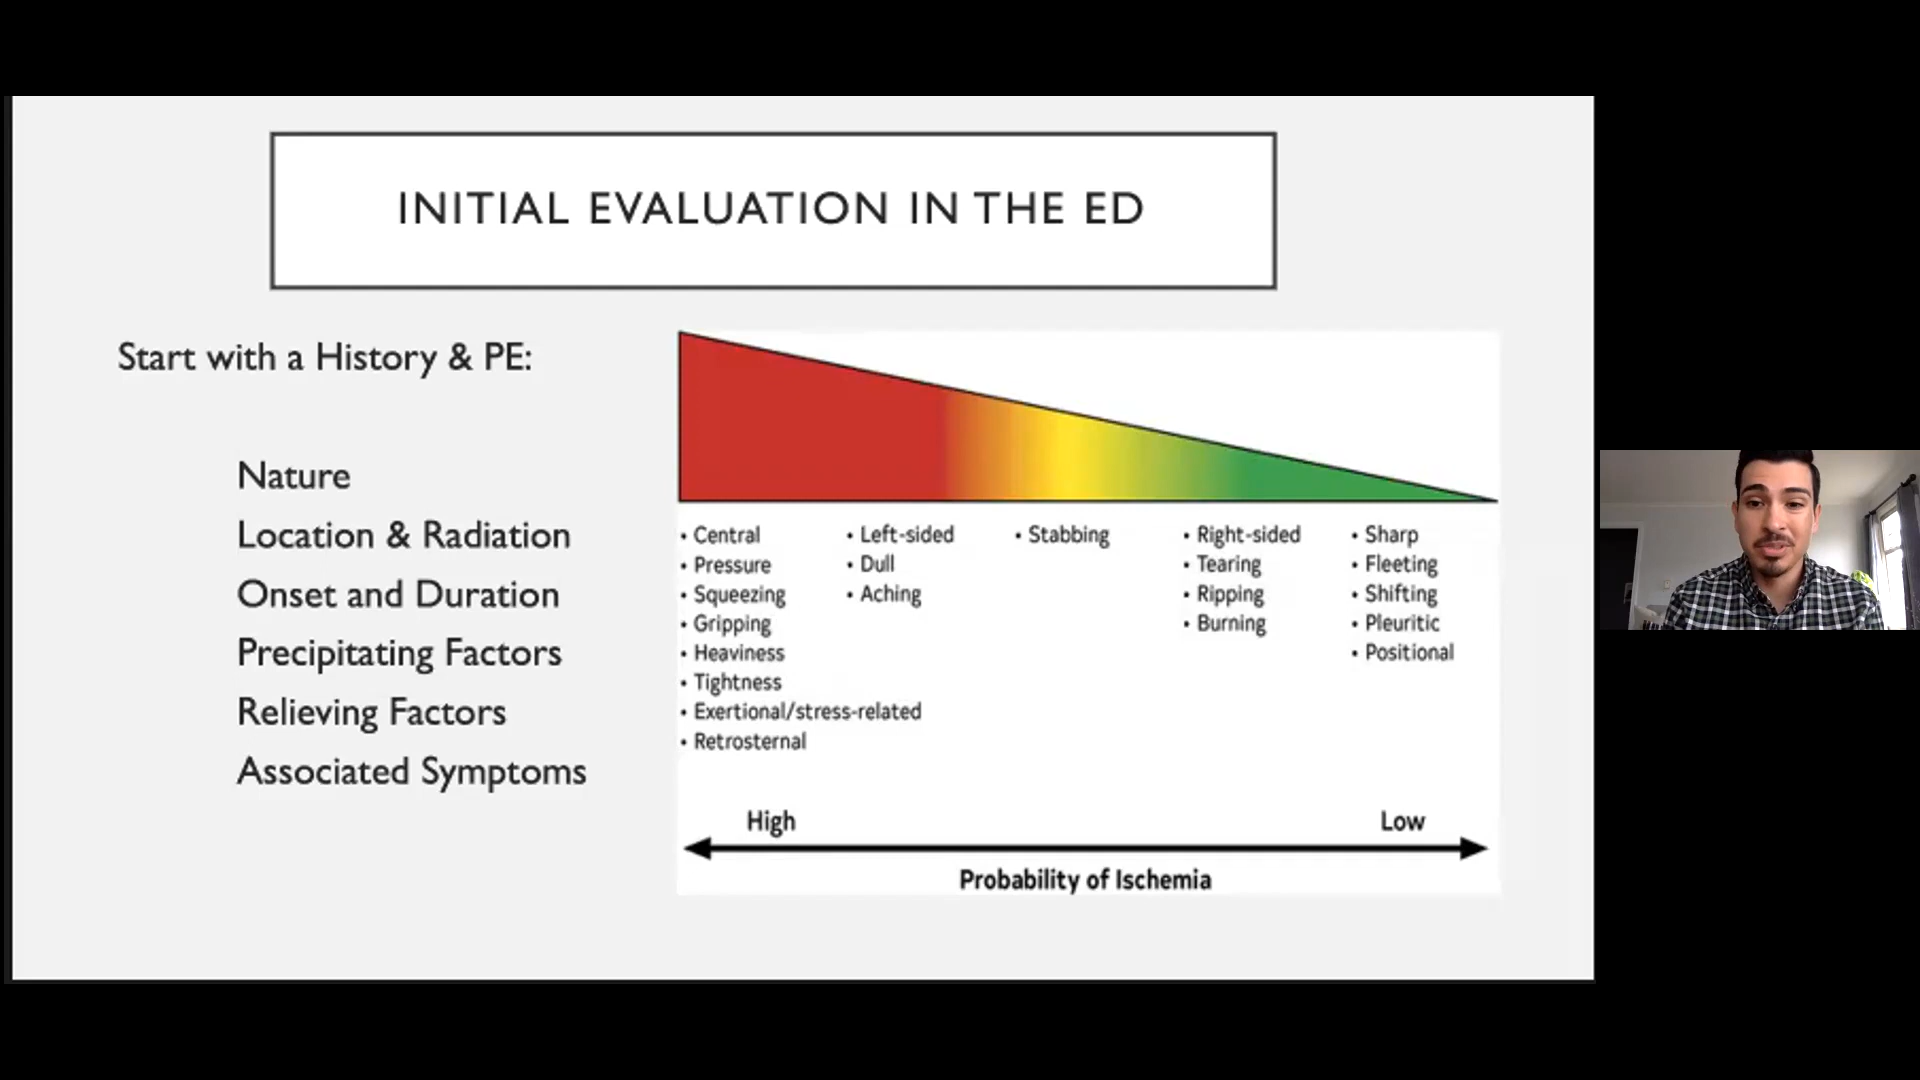 INITIAL EVALUATION IN THE ED
Start with a History & PE:
Nature
Location & Radiation
Onset and Duration
Precipitating Factors
Relieving Factors
Associated Symptoms
• Central
• Pressure
• Squeezing
• Gripping
• Heaviness
• Tightness
• Exertional/stress-related
• Retrosternal
• Left-sided
• Dull
• Aching
• Stabbing
• Right-sided
• Tearing
• Ripping
• Burning
• Sharp
• Fleeting
• Shifting
• Pleuritic
• Positional
High
Low
Probability of Ischemia